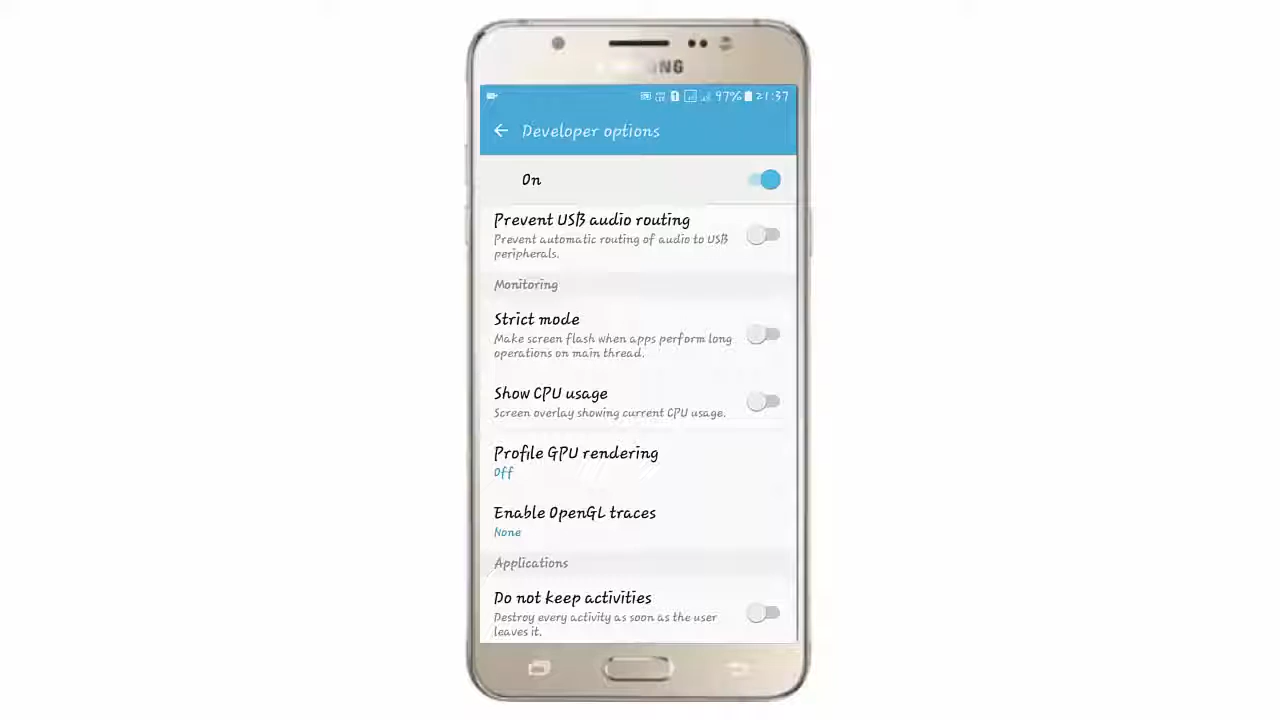 97% 21:37
Developer options
On
Prevent USB audio routing
Prevent automatic routing of audio to USB
peripherals.
Monitoring
Strict mode
Make screen flash when apps perform long
operations on main thread.
Show CPU usage
Screen overlay showing current CPU usage.
Profile GPU rendering
Off
Enable OpenGL traces
None
Applications
Do not keep activities
Destroy every activity as soon as the user
leaves it.